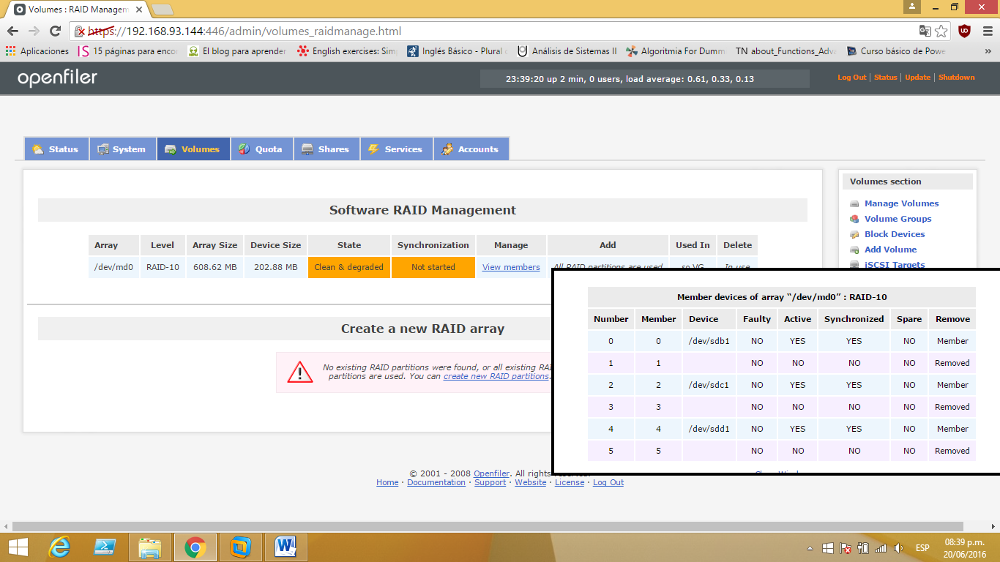 Volumes : RAID Managem
https://192.168.93.144:446/admin/volumes_raidmanage.html
Aplicaciones 15 páginas para encon El blog para aprender English exercises: Sim Inglés Básico - Plural Análisis de Sistemas II Algoritmia For Dumm TN about_Functions_Adva Curso básico de Powe »
openfiler
23:39:20 up 2 min, 0 users, load average: 0.61, 0.33, 0.13
Log Out | Status | Update | Shutdown
Status System Volumes Quota Shares Services Accounts
Software RAID Management
Array Level Array Size Device Size State Synchronization Manage Add Used In Delete
/dev/md0 RAID-10 608.62 MB 202.88 MB Clean & degraded Not started View members All RAID partitions are used so VG In use
Create a new RAID array
No existing RAID partitions were found, or all existing RAI
partitions are used. You can create new RAID partitions.
Volumes section
Manage Volumes
Volume Groups
Block Devices
Add Volume
iSCSI Targets
Member devices of array “/dev/md0” : RAID-10
Number Member Device Faulty Active Synchronized Spare Remove
0 0 /dev/sdb1 NO YES YES NO Member
1 1 NO NO NO NO Removed
2 2 /dev/sdc1 NO YES YES NO Member
3 3 NO NO NO NO Removed
4 4 /dev/sdd1 NO YES YES NO Member
5 5 NO NO NO NO Removed
© 2001 - 2008 Openfiler. All rights reserved.
Home · Documentation · Support · Website · License · Log Out
ESP
08:39 p.m.
20/06/2016